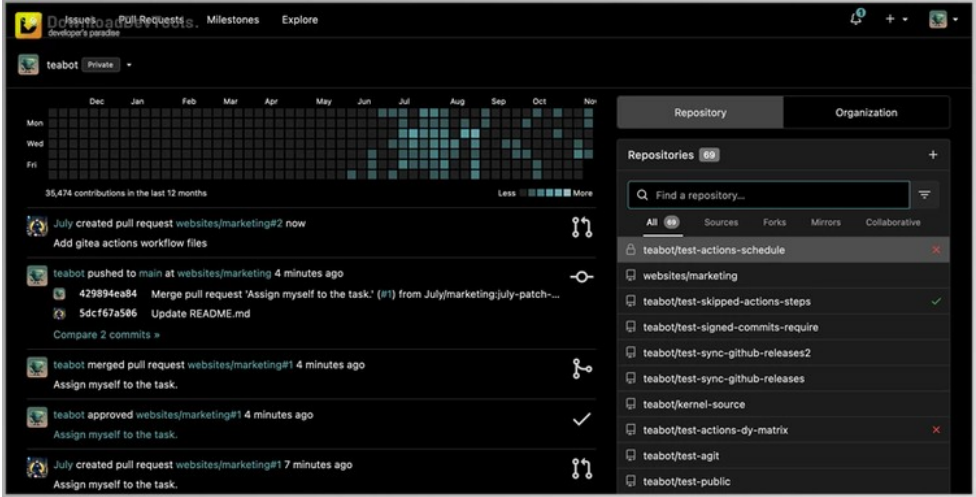 DownloadDevTools.
developer's paradise
Issues Pull Requests Milestones Explore
1
teabot Private
Dec Jan Feb Mar Apr May Jun Jul Aug Sep Oct Nov
Mon
Wed
Fri
35,474 contributions in the last 12 months
Less More
July created pull request websites/marketing#2 now
Add gitea actions workflow files
teabot pushed to main at websites/marketing 4 minutes ago
429894ea84 Merge pull request 'Assign myself to the task.' (#1) from July/marketing:july-patch-...
5dcf67a506 Update README.md
Compare 2 commits »
teabot merged pull request websites/marketing#1 4 minutes ago
Assign myself to the task.
teabot approved websites/marketing#1 4 minutes ago
Assign myself to the task.
July created pull request websites/marketing#1 7 minutes ago
Assign myself to the task.
Repository Organization
Repositories 69 +
Find a repository...
All 69 Sources Forks Mirrors Collaborative
teabot/test-actions-schedule
websites/marketing
teabot/test-skipped-actions-steps
teabot/test-signed-commits-require
teabot/test-sync-github-releases2
teabot/test-sync-github-releases
teabot/kernel-source
teabot/test-actions-dy-matrix
teabot/test-agit
teabot/test-public